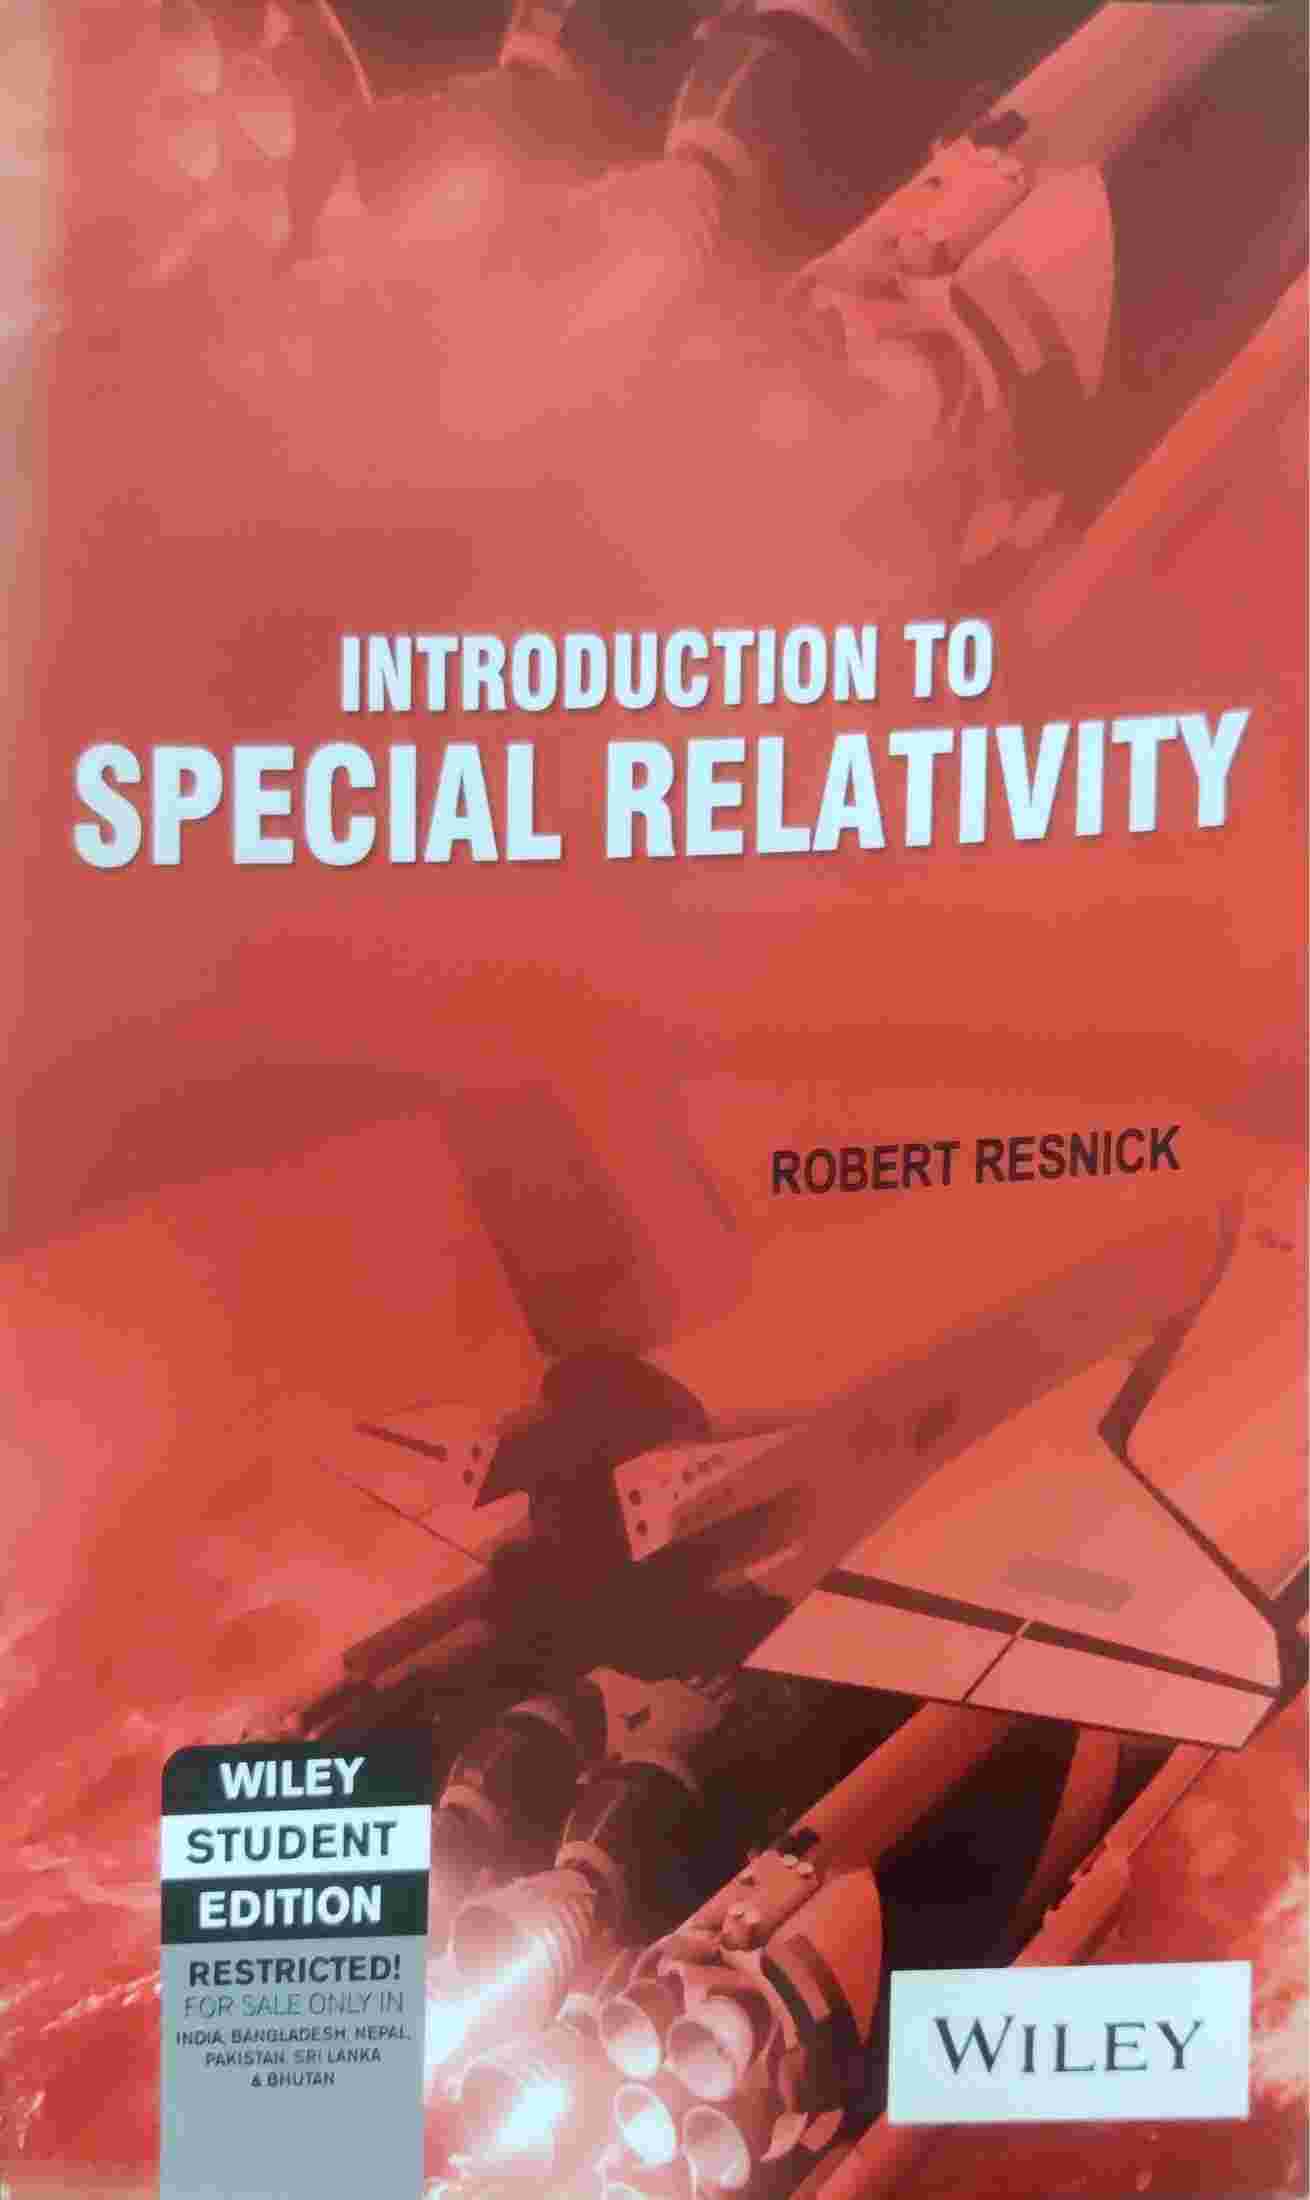 INTRODUCTION TO
SPECIAL RELATIVITY
ROBERT RESNICK
WILEY
STUDENT
EDITION
RESTRICTED!
FOR SALE ONLY IN
INDIA, BANGLADESH, NEPAL,
PAKISTAN, SRI LANKA
& BHUTAN
WILEY